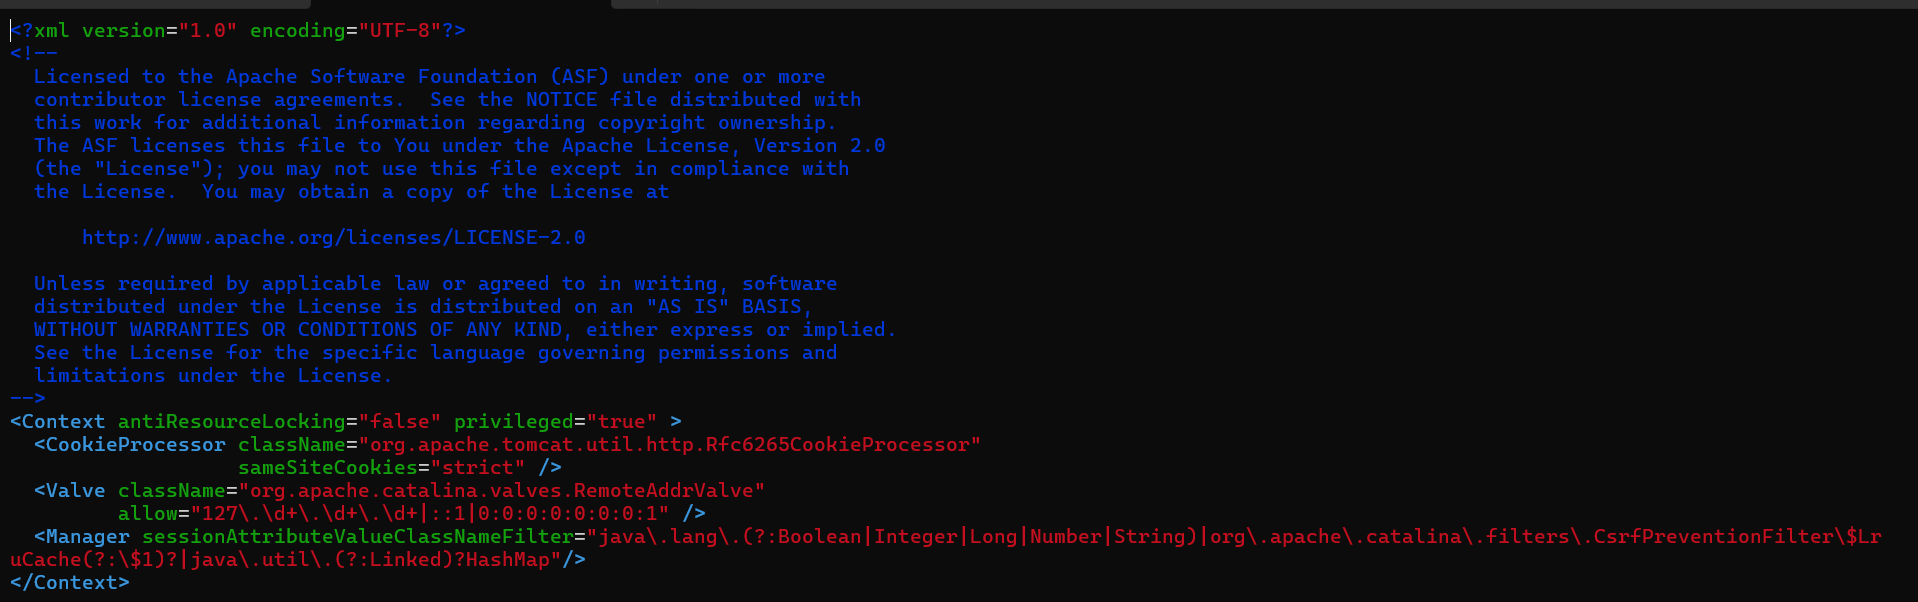 <?xml version="1.0" encoding="UTF-8"?>
<!--
  Licensed to the Apache Software Foundation (ASF) under one or more
  contributor license agreements.  See the NOTICE file distributed with
  this work for additional information regarding copyright ownership.
  The ASF licenses this file to You under the Apache License, Version 2.0
  (the "License"); you may not use this file except in compliance with
  the License.  You may obtain a copy of the License at

      http://www.apache.org/licenses/LICENSE-2.0

  Unless required by applicable law or agreed to in writing, software
  distributed under the License is distributed on an "AS IS" BASIS,
  WITHOUT WARRANTIES OR CONDITIONS OF ANY KIND, either express or implied.
  See the License for the specific language governing permissions and
  limitations under the License.
-->
<Context antiResourceLocking="false" privileged="true" >
  <CookieProcessor className="org.apache.tomcat.util.http.Rfc6265CookieProcessor"
                   sameSiteCookies="strict" />
  <Valve className="org.apache.catalina.valves.RemoteAddrValve"
         allow="127\.\d+\.\d+\.\d+|::1|0:0:0:0:0:0:0:1" />
  <Manager sessionAttributeValueClassNameFilter="java\.lang\.(?:Boolean|Integer|Long|Number|String)|org\.apache\.catalina\.filters\.CsrfPreventionFilter\$Lr
uCache(?:\$1)?|java\.util\.(?:Linked)?HashMap"/>
</Context>